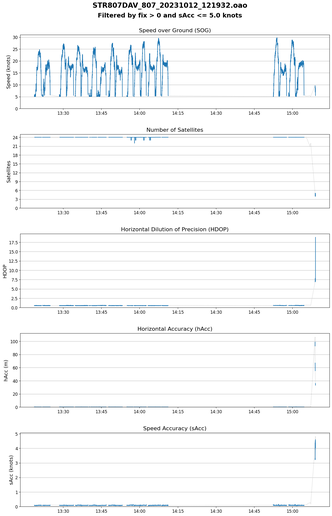 STR807DAV_807_20231012_121932.oao
Filtered by fix > 0 and sAcc <= 5.0 knots
Speed over Ground (SOG)
Speed (knots)
30
25
20
15
10
5
0
13:30 13:45 14:00 14:15 14:30 14:45 15:00
Number of Satellites
Satellites
24
21
18
15
12
9
6
3
0
13:30 13:45 14:00 14:15 14:30 14:45 15:00
Horizontal Dilution of Precision (HDOP)
HDOP
17.5
15.0
12.5
10.0
7.5
5.0
2.5
0.0
13:30 13:45 14:00 14:15 14:30 14:45 15:00
Horizontal Accuracy (hAcc)
hAcc (m)
100
80
60
40
20
0
13:30 13:45 14:00 14:15 14:30 14:45 15:00
Speed Accuracy (sAcc)
sAcc (knots)
5
4
3
2
1
0
13:30 13:45 14:00 14:15 14:30 14:45 15:00